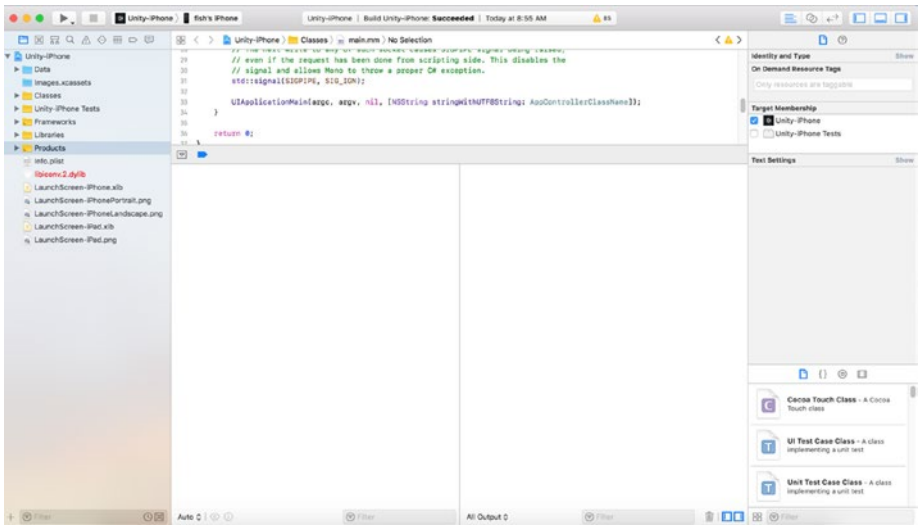 Unity-iPhone
fish's iPhone
Unity-iPhone | Build Unity-iPhone: Succeeded | Today at 8:55 AM
Unity-iPhone
Classes
main.mm
No Selection
Unity-iPhone
Data
Images.xcassets
Classes
Unity-iPhone Tests
Frameworks
Libraries
Products
Info.plist
libiconv.2.dylib
LaunchScreen-iPhone.xib
LaunchScreen-iPhonePortrait.png
LaunchScreen-iPhoneLandscape.png
LaunchScreen-iPad.xib
LaunchScreen-iPad.png
Filter
// even if the request has been done from scripting side. This disables the
// signal and allows Mono to throw a proper C# exception.
std::signal(SIGPIPE, SIG_IGN);
UIApplicationMain(argc, argv, nil, [NSString stringWithUTF8String: AppControllerClassName]);
}
return 0;
Auto
Filter
All Output
Filter
Identity and Type
Show
On Demand Resource Tags
Only resources are taggable
Target Membership
Unity-iPhone
Unity-iPhone Tests
Text Settings
Show
Cocoa Touch Class - A Cocoa
Touch class
UI Test Case Class - A class
implementing a unit test
Unit Test Case Class - A class
implementing a unit test
Filter